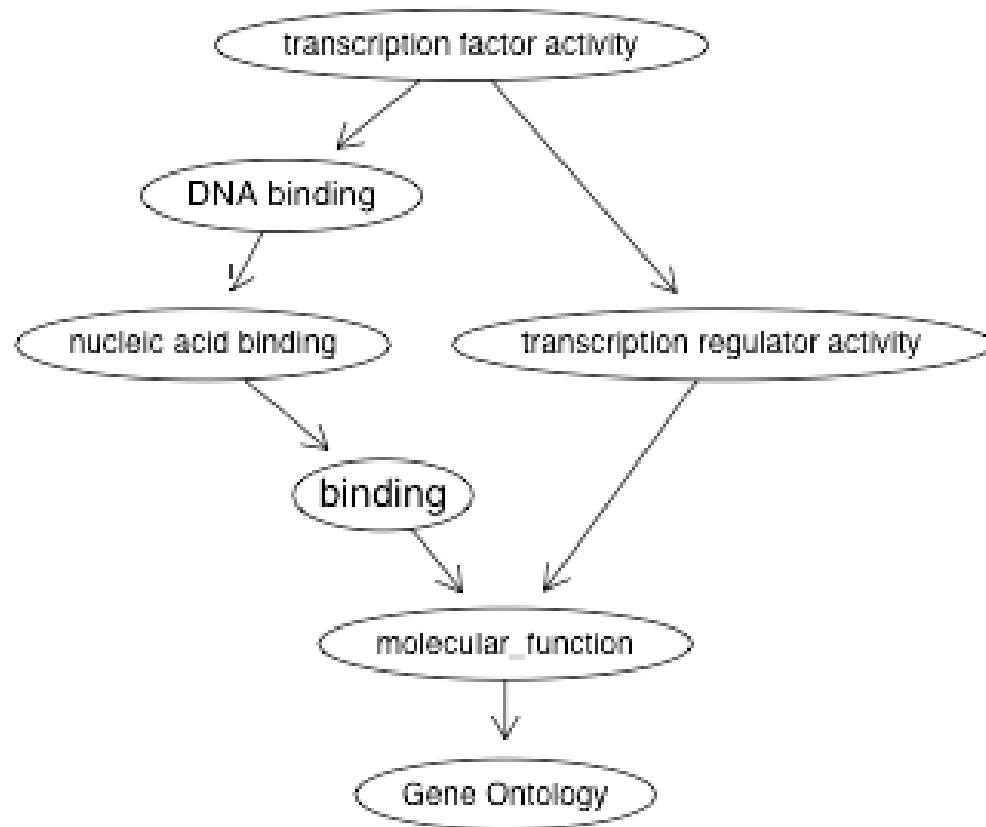 transcription factor activity
DNA binding
nucleic acid binding
transcription regulator activity
binding
molecular_function
Gene Ontology